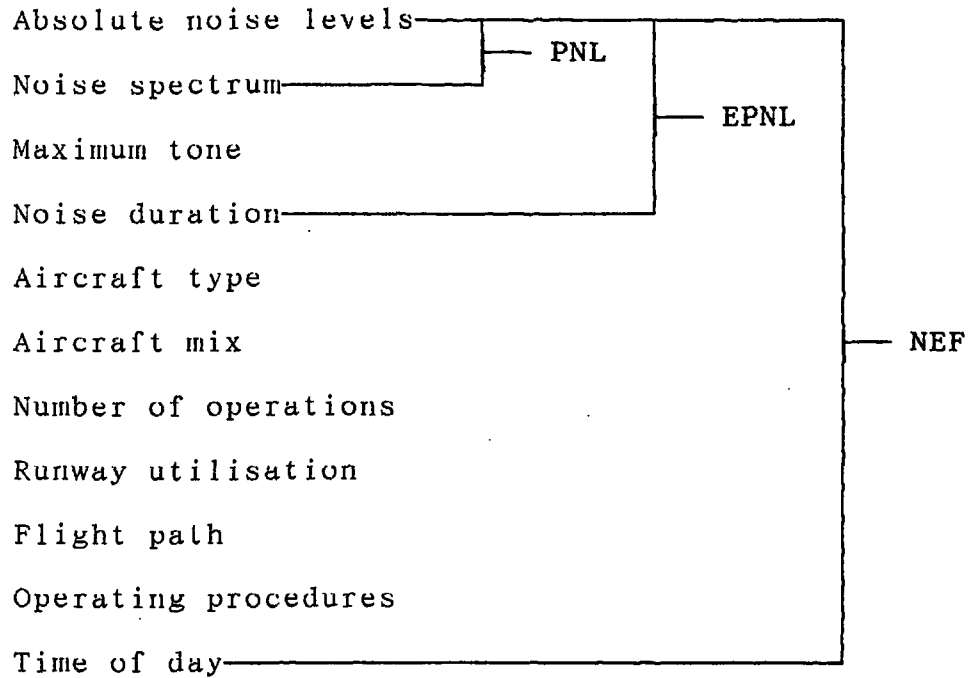 Absolute noise levels
PNL
Noise spectrum
EPNL
Maximum tone
Noise duration
Aircraft type
Aircraft mix
NEF
Number of operations
Runway utilisation
Flight path
Operating procedures
Time of day